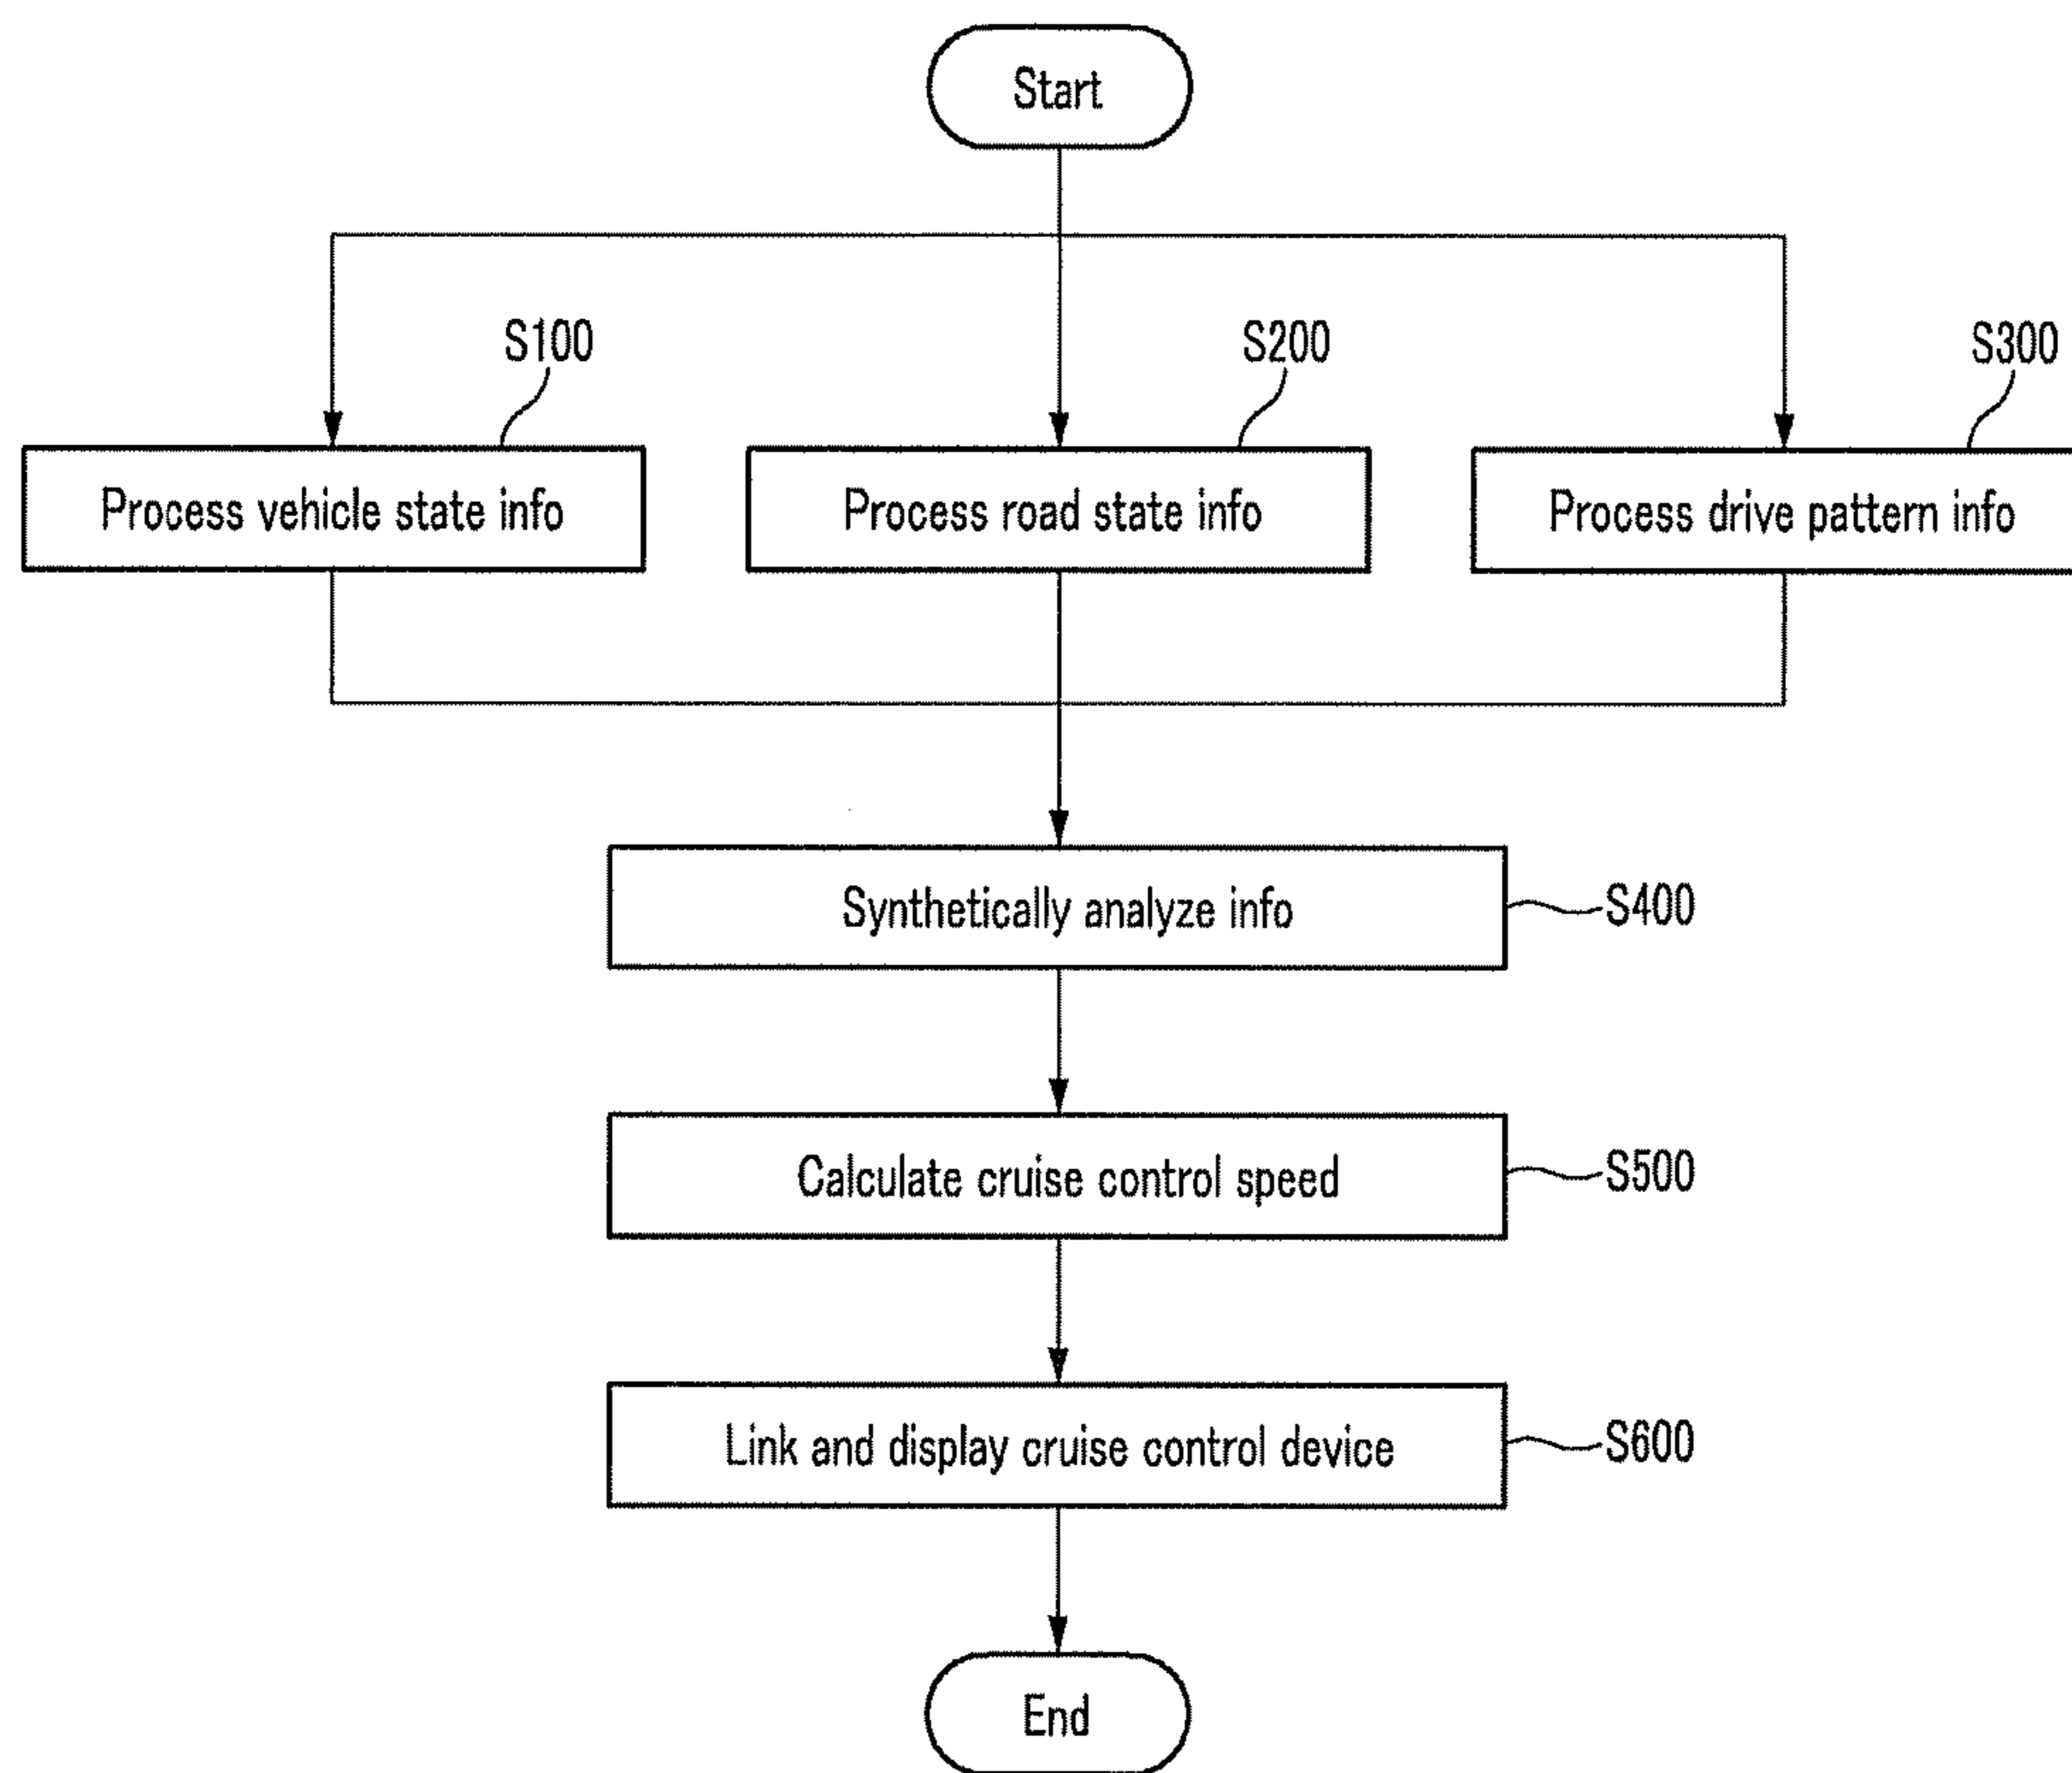 Start
S100
S200
S300
Process vehicle state info
Process road state info
Process drive pattern info
Synthetically analyze info
S400
Calculate cruise control speed
S500
Link and display cruise control device
S600
End